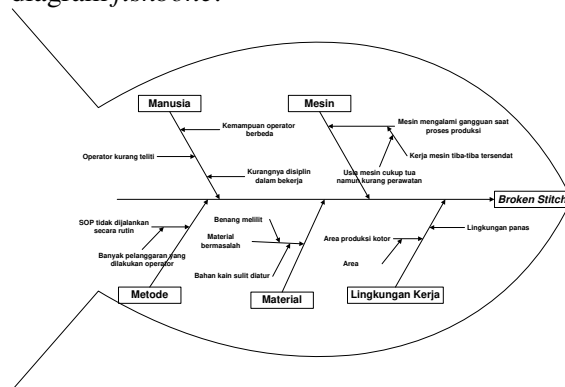 diagram fishbone.
Manusia
Mesin
Kemampuan operator
berbeda
Mesin mengalami gangguan saat
proses produksi
Operator kurang teliti
Kerja mesin tiba-tiba tersendat
Kurangnya disiplin
dalam bekerja
Usia mesin cukup tua
namun kurang perawatan
Broken Stitch
SOP tidak dijalankan
secara rutin
Benang melilit
Lingkungan panas
Material
bermasalah
Area produksi kotor
Banyak pelanggaran yang
dilakukan operator
Area
Bahan kain sulit diatur
Metode
Material
Lingkungan Kerja